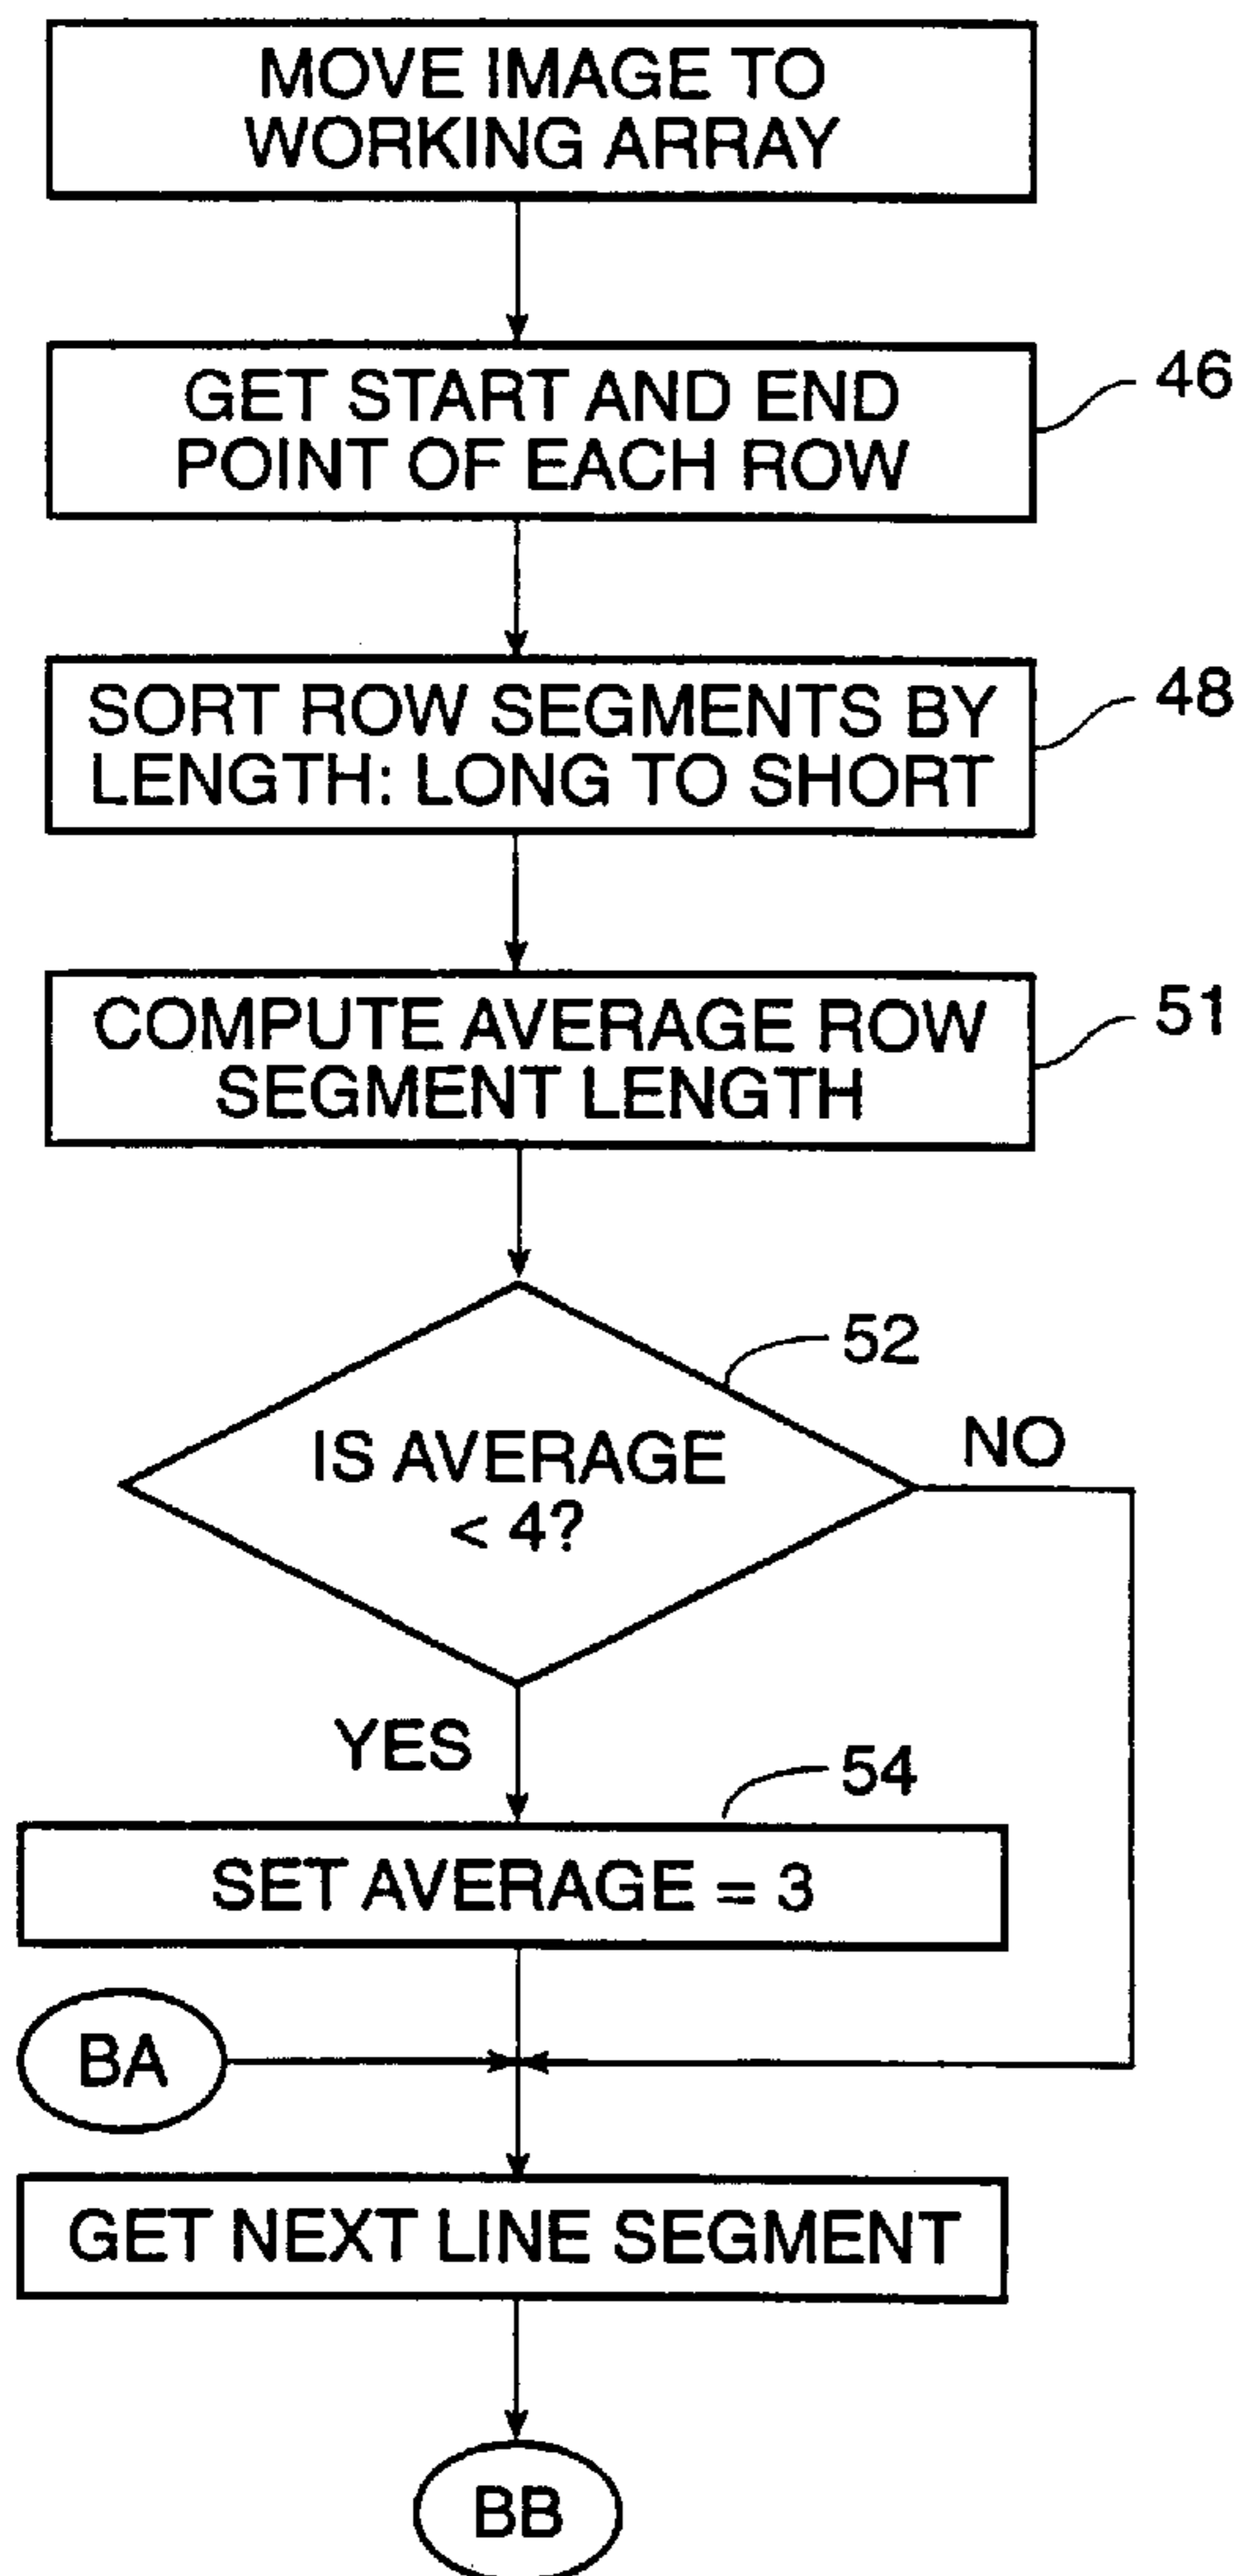 MOVE IMAGE TO
WORKING ARRAY
GET START AND END
POINT OF EACH ROW
46
SORT ROW SEGMENTS BY
LENGTH: LONG TO SHORT
48
COMPUTE AVERAGE ROW
SEGMENT LENGTH
51
52
IS AVERAGE
< 4?
NO
YES
54
SET AVERAGE = 3
BA
GET NEXT LINE SEGMENT
BB